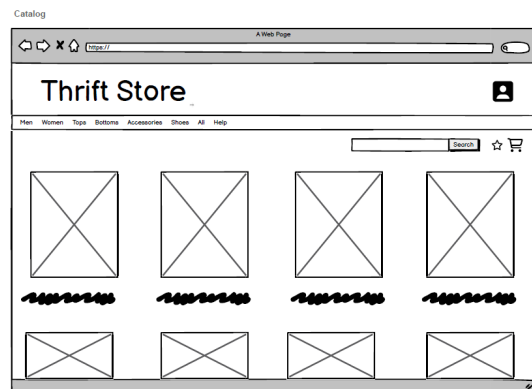 Catalog
A Web Page
https://
Thrift Store
Men Women Tops Bottoms Accessories Shoes All Help
Search